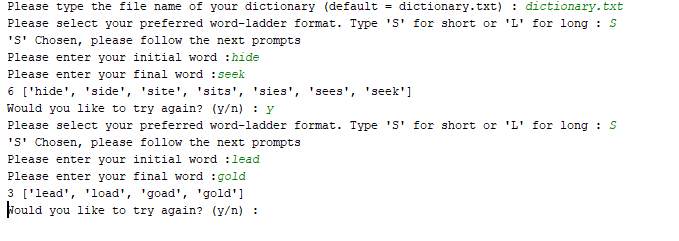 Please type the file name of your dictionary (default = dictionary.txt) : dictionary.txt
Please select your preferred word-ladder format. Type 'S' for short or 'L' for long : S
'S' Chosen, please follow the next prompts
Please enter your initial word :hide
Please enter your final word :seek
6 ['hide', 'side', 'site', 'sits', 'sies', 'sees', 'seek']
Would you like to try again? (y/n) : y
Please select your preferred word-ladder format. Type 'S' for short or 'L' for long : S
'S' Chosen, please follow the next prompts
Please enter your initial word :lead
Please enter your final word :gold
3 ['lead', 'load', 'goad', 'gold']
Would you like to try again? (y/n) :